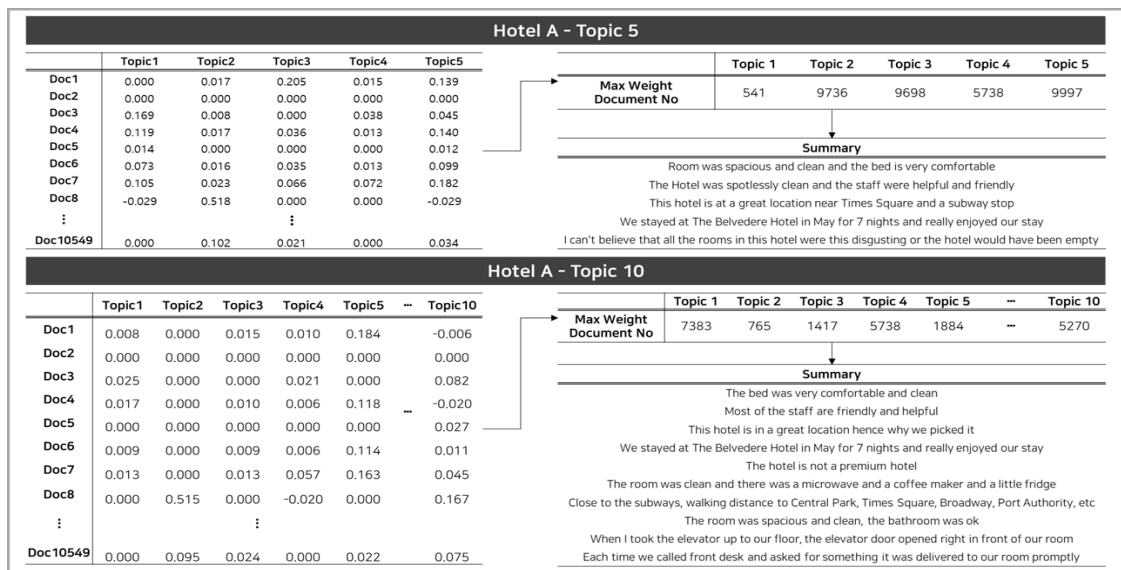 Hotel A - Topic 5
Topic1 Topic2 Topic3 Topic4 Topic5
Doc1 0.000 0.017 0.205 0.015 0.139
Doc2 0.000 0.000 0.000 0.000 0.000
Doc3 0.169 0.008 0.000 0.038 0.045
Doc4 0.119 0.017 0.036 0.013 0.140
Doc5 0.014 0.000 0.000 0.000 0.012
Doc6 0.073 0.016 0.035 0.013 0.099
Doc7 0.105 0.023 0.066 0.072 0.182
Doc8 -0.029 0.518 0.000 0.000 -0.029
⋮ ⋮
Doc10549 0.000 0.102 0.021 0.000 0.034
Topic 1 Topic 2 Topic 3 Topic 4 Topic 5
Max Weight
Document No 541 9736 9698 5738 9997
Summary
Room was spacious and clean and the bed is very comfortable
The Hotel was spotlessly clean and the staff were helpful and friendly
This hotel is at a great location near Times Square and a subway stop
We stayed at The Belvedere Hotel in May for 7 nights and really enjoyed our stay
I can't believe that all the rooms in this hotel were this disgusting or the hotel would have been empty
Hotel A - Topic 10
Topic1 Topic2 Topic3 Topic4 Topic5 ... Topic10
Doc1 0.008 0.000 0.015 0.010 0.184 -0.006
Doc2 0.000 0.000 0.000 0.000 0.000 0.000
Doc3 0.025 0.000 0.021 0.000 0.000 0.082
Doc4 0.017 0.000 0.010 0.006 0.118 ... -0.020
Doc5 0.000 0.000 0.000 0.000 0.000 0.027
Doc6 0.009 0.000 0.009 0.006 0.114 0.011
Doc7 0.013 0.000 0.013 0.057 0.163 0.045
Doc8 0.000 0.515 0.000 -0.020 0.000 0.167
⋮ ⋮
Doc10549 0.000 0.095 0.024 0.000 0.022 0.075
Topic 1 Topic 2 Topic 3 Topic 4 Topic 5 ... Topic 10
Max Weight
Document No 7383 765 1417 5738 1884 ... 5270
Summary
The bed was very comfortable and clean
Most of the staff are friendly and helpful
This hotel is in a great location hence why we picked it
We stayed at The Belvedere Hotel in May for 7 nights and really enjoyed our stay
The hotel is not a premium hotel
The room was clean and there was a microwave and a coffee maker and a little fridge
Close to the subways, walking distance to Central Park, Times Square, Broadway, Port Authority, etc
The room was spacious and clean, the bathroom was ok
When I took the elevator up to our floor, the elevator door opened right in front of our room
Each time we called front desk and asked for something it was delivered to our room promptly